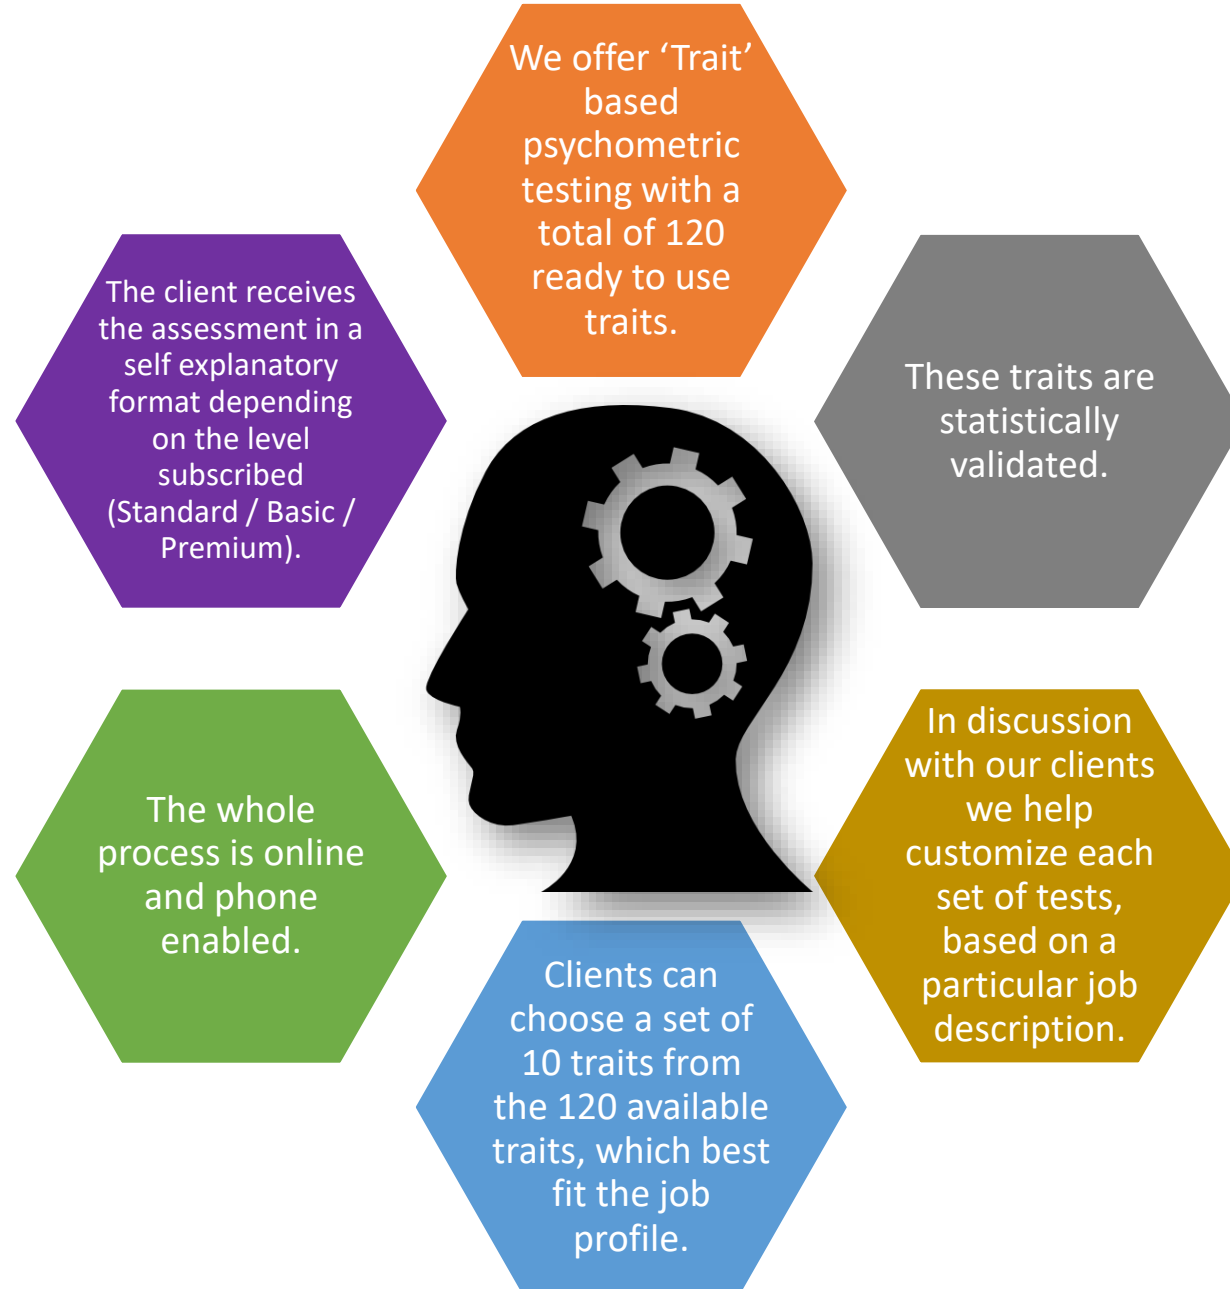 We offer ‘Trait’
based
psychometric
testing with a
total of 120
ready to use
traits.
These traits are
statistically
validated.
In discussion
with our clients
we help
customize each
set of tests,
based on a
particular job
description.
Clients can
choose a set of
10 traits from
the 120 available
traits, which best
fit the job
profile.
The whole
process is online
and phone
enabled.
The client receives
the assessment in a
self explanatory
format depending
on the level
subscribed
(Standard / Basic /
Premium).